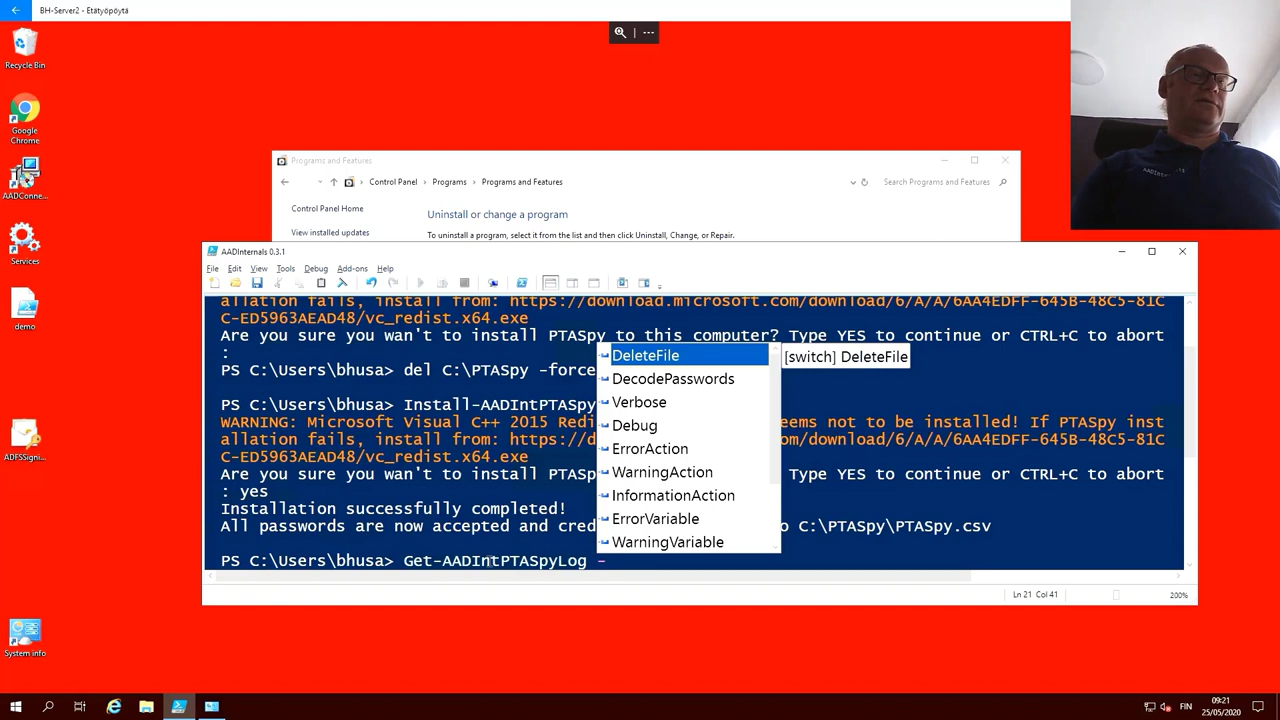 BH-Server2 - Etätyöpöytä
Recycle Bin
Google
Chrome
AADConne...
Services
demo
ADFSSigni...
System info
Programs and Features
Control Panel
Programs
Programs and Features
Search Programs and Features
Control Panel Home
View installed updates
Uninstall or change a program
To uninstall a program, select it from the list and then click Uninstall, Change, or Repair.
AADInternals 0.3.1
File Edit View Tools Debug Add-ons Help
allation fails, install from: https://download.microsoft.com/download/6/A/A/6AA4EDFF-645B-48C5-81C
C-ED5963AEAD48/vc_redist.x64.exe
Are you sure you wan't to install PTASpy to this computer? Type YES to continue or CTRL+C to abort
:
PS C:\Users\bhusa> del C:\PTASpy -force
PS C:\Users\bhusa> Install-AADIntPTASpy
WARNING: Microsoft Visual C++ 2015 Redi eems not to be installed! If PTASpy inst
allation fails, install from: https://d om/download/6/A/A/6AA4EDFF-645B-48C5-81C
C-ED5963AEAD48/vc_redist.x64.exe
Are you sure you wan't to install PTASp Type YES to continue or CTRL+C to abort
: yes
Installation successfully completed!
All passwords are now accepted and cred o C:\PTASpy\PTASpy.csv
PS C:\Users\bhusa> Get-AADIntPTASpyLog -
DeleteFile
[switch] DeleteFile
DecodePasswords
Verbose
Debug
ErrorAction
WarningAction
InformationAction
ErrorVariable
WarningVariable
Ln 21 Col 41
200%
FIN
09:21
25/05/2020